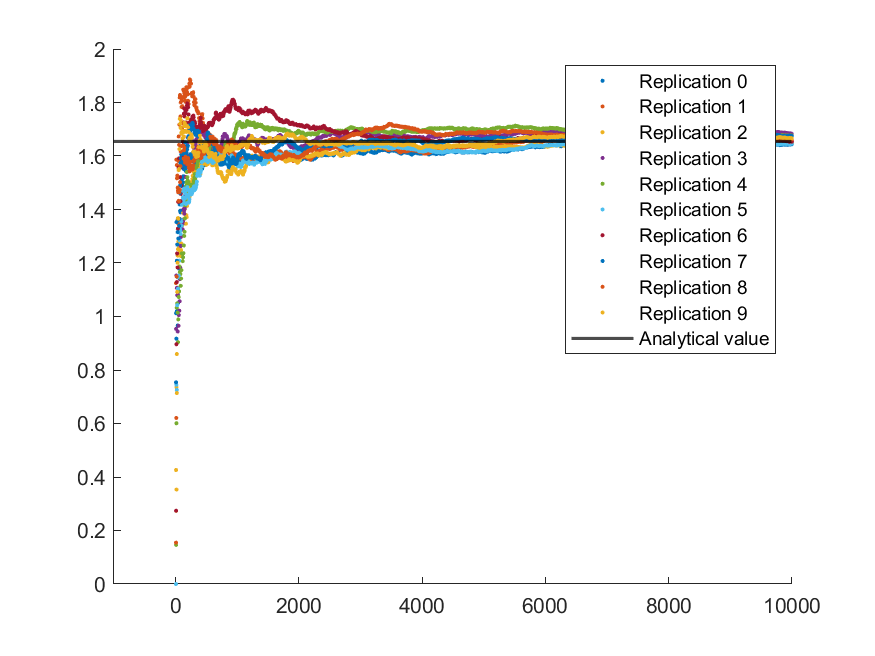 2
1.8
1.6
1.4
1.2
1
0.8
0.6
0.4
0.2
0
0 2000 4000 6000 8000 10000
Replication 0
Replication 1
Replication 2
Replication 3
Replication 4
Replication 5
Replication 6
Replication 7
Replication 8
Replication 9
Analytical value